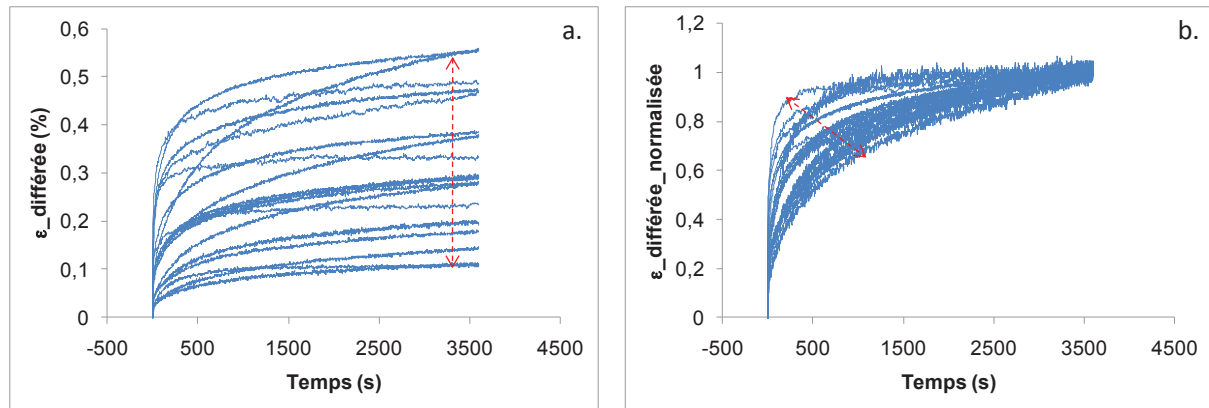 a.
0,6
0,5
0,4
0,3
0,2
0,1
0
ε_différée (%)
-500 500 1500 2500 3500 4500
Temps (s)
b.
1,2
1
0,8
0,6
0,4
0,2
0
ε_différée_normalisée
-500 500 1500 2500 3500 4500
Temps (s)